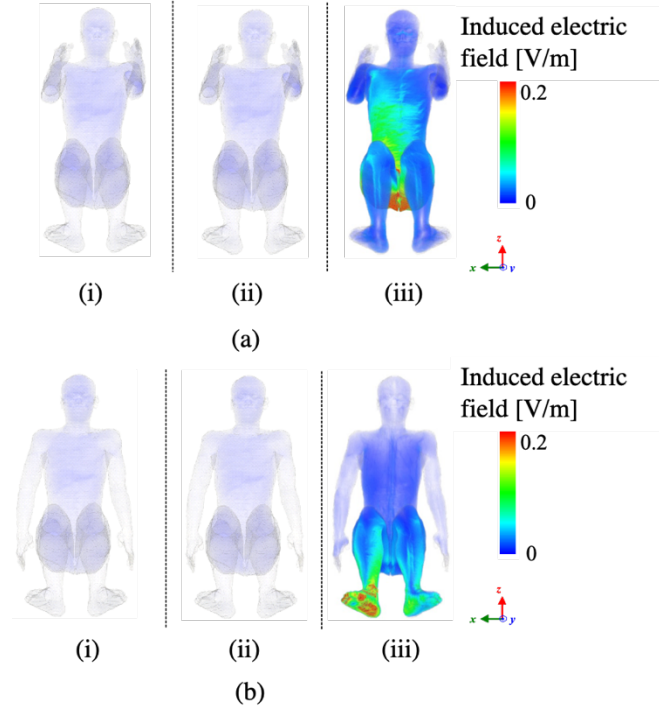 Induced electric
field [V/m]
0.2
0
z
x
y
(i)
(ii)
(iii)
(a)
Induced electric
field [V/m]
0.2
0
z
x
y
(i)
(ii)
(iii)
(b)